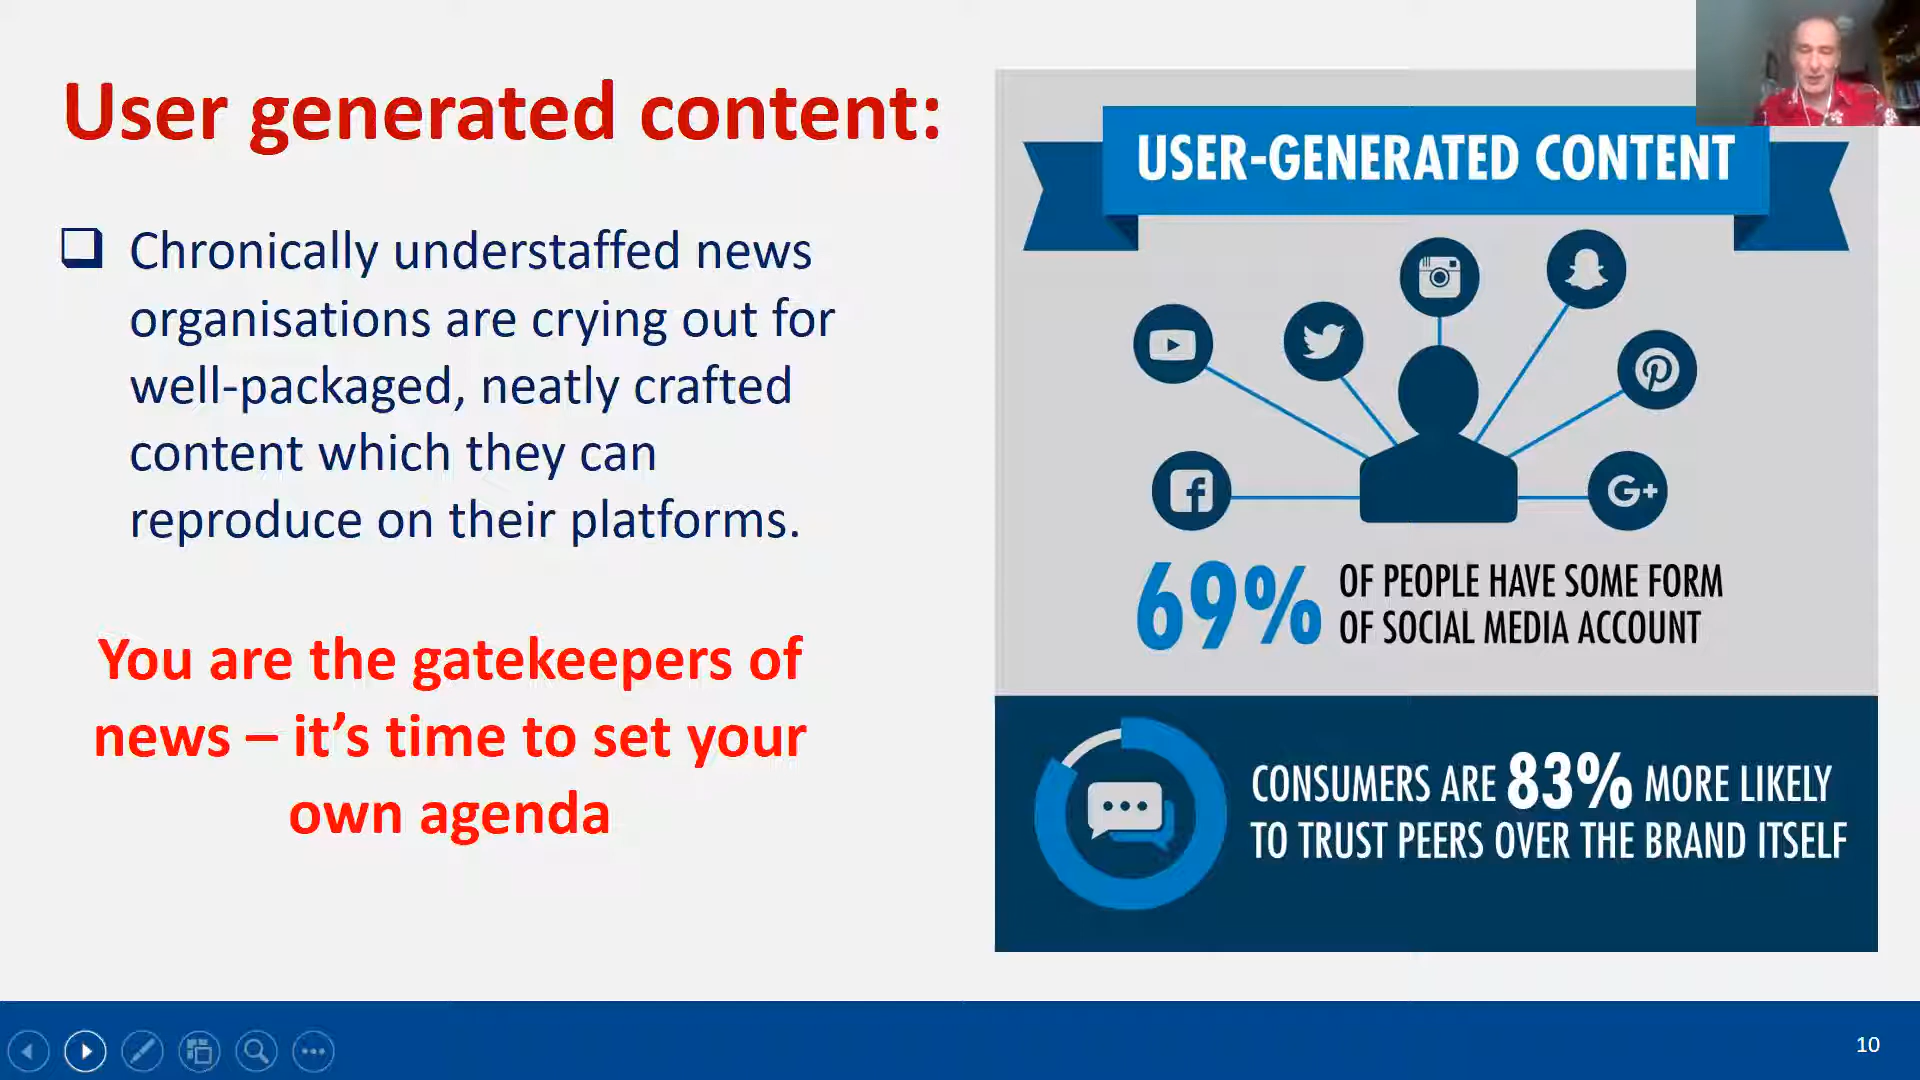 User generated content:
Chronically understaffed news
organisations are crying out for
well-packaged, neatly crafted
content which they can
reproduce on their platforms.
You are the gatekeepers of
news – it’s time to set your
own agenda
USER-GENERATED CONTENT
G+
69% OF PEOPLE HAVE SOME FORM
OF SOCIAL MEDIA ACCOUNT
CONSUMERS ARE 83% MORE LIKELY
TO TRUST PEERS OVER THE BRAND ITSELF
10